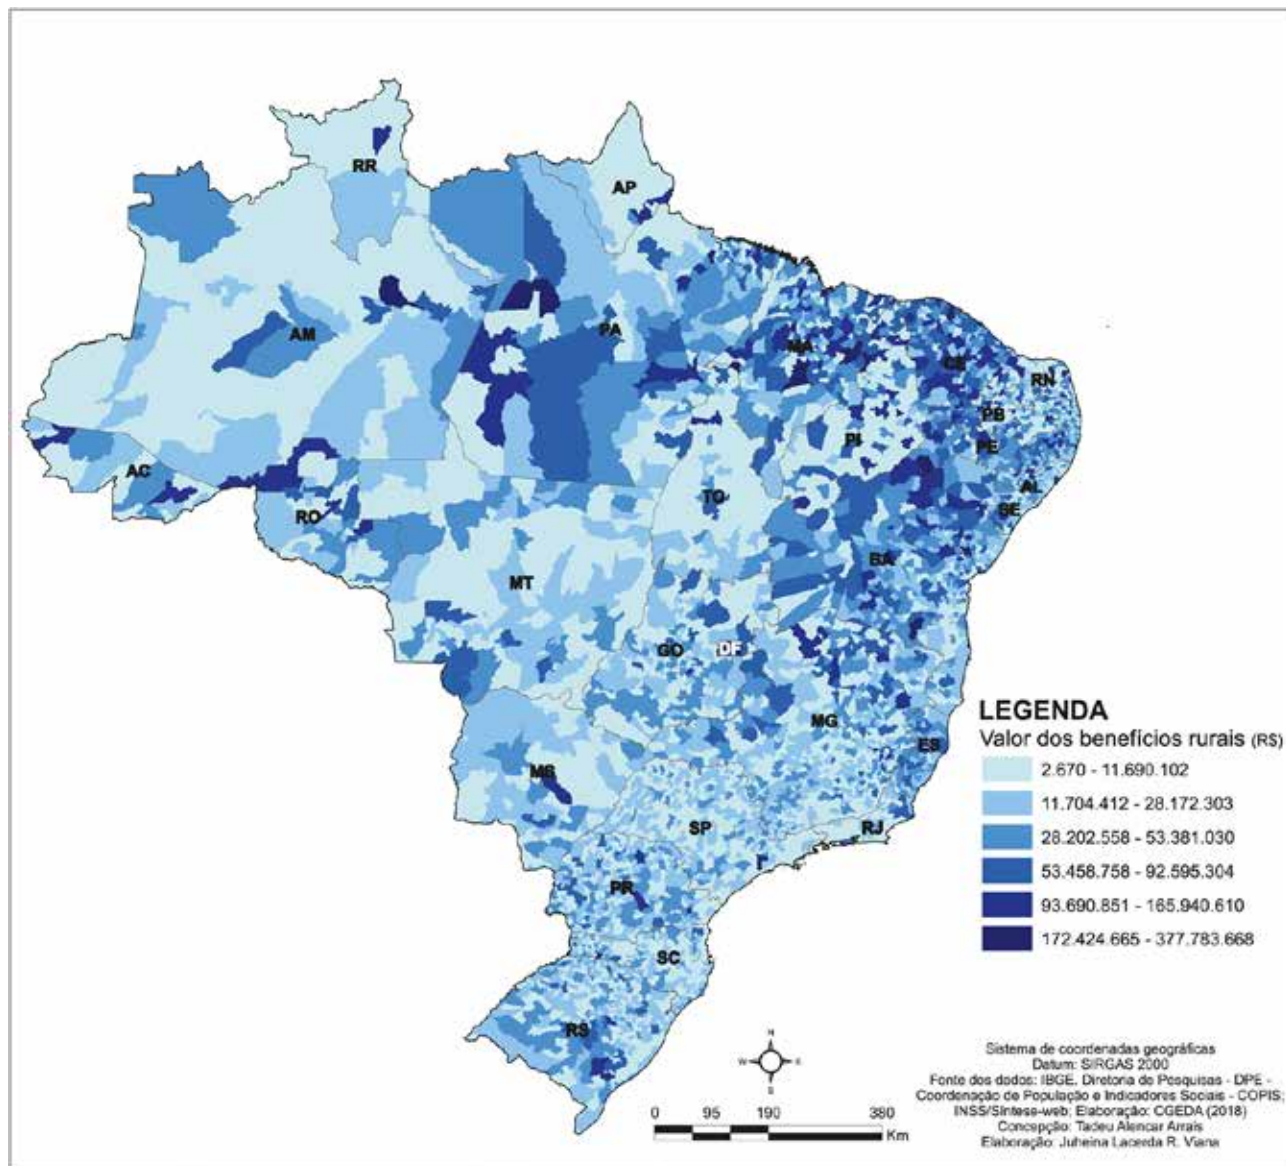 RR
AP
AM
PA
MA
CE
RN
PB
PI
PE
AC
AL
TO
SE
RO
BA
MT
GO
DF
MG
ES
MS
SP
RJ
PR
SC
RS
LEGENDA
Valor dos benefícios rurais (R$)
2.670 - 11.690.102
11.704.412 - 28.172.303
28.202.558 - 53.381.030
53.458.758 - 92.595.304
93.690.851 - 165.940.610
172.424.665 - 377.783.668
N
W E
S
0 95 190 380
Km
Sistema de coordenadas geográficas
Datum: SIRGAS 2000
Fonte dos dados: IBGE, Diretoria de Pesquisas - DPE -
Coordenação de População e Indicadores Sociais - COPIS;
INSS/Síntese-web; Elaboração: CGEDA (2018)
Concepção: Tadeu Alencar Arrais
Elaboração: Juheina Lacerda R. Viana